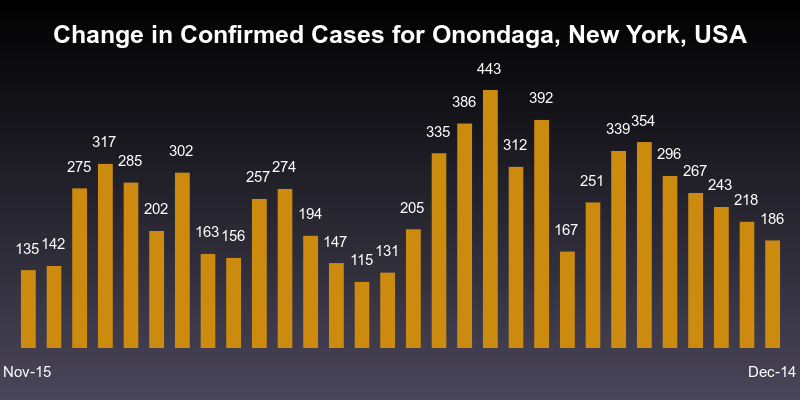 Change in Confirmed Cases for Onondaga, New York, USA
135 142 275 317 285 202 302 163 156 257 274 194 147 115 131 205 335 386 443 312 392 167 251 339 354 296 267 243 218 186
Nov-15 Dec-14